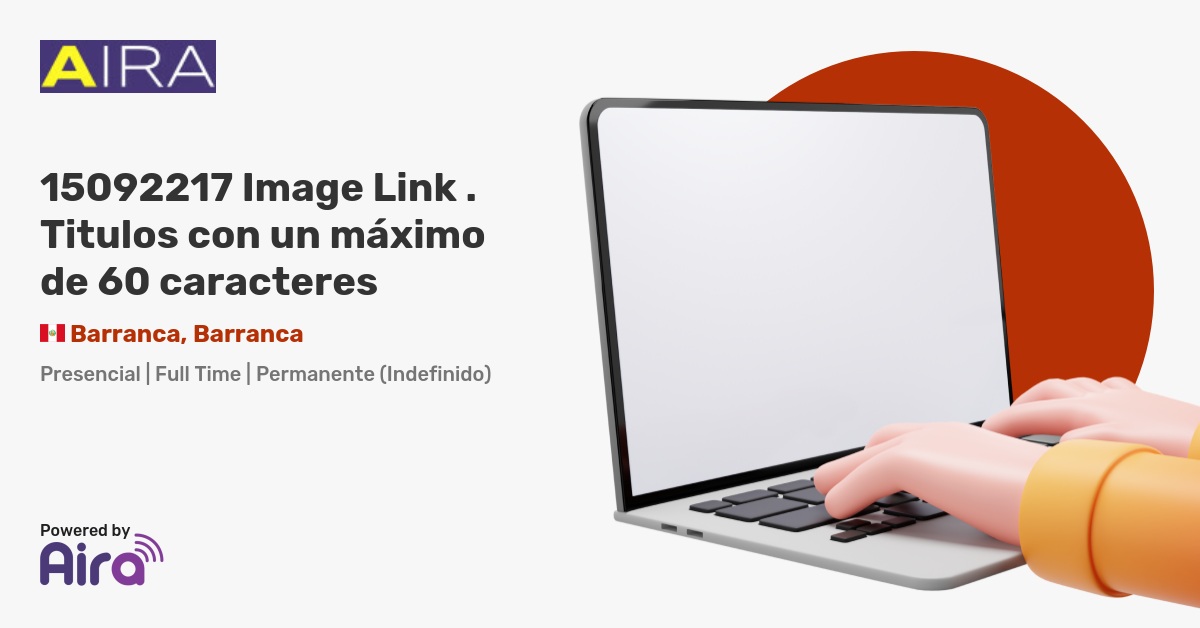 AIRA
15092217 Image Link .
Titulos con un máximo
de 60 caracteres
Barranca, Barranca
Presencial | Full Time | Permanente (Indefinido)
Powered by
Aira